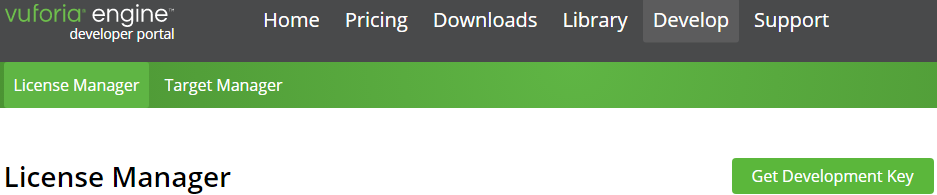 vuforia® engine™
developer portal
Home Pricing Downloads Library Develop Support
License Manager Target Manager
License Manager
Get Development Key